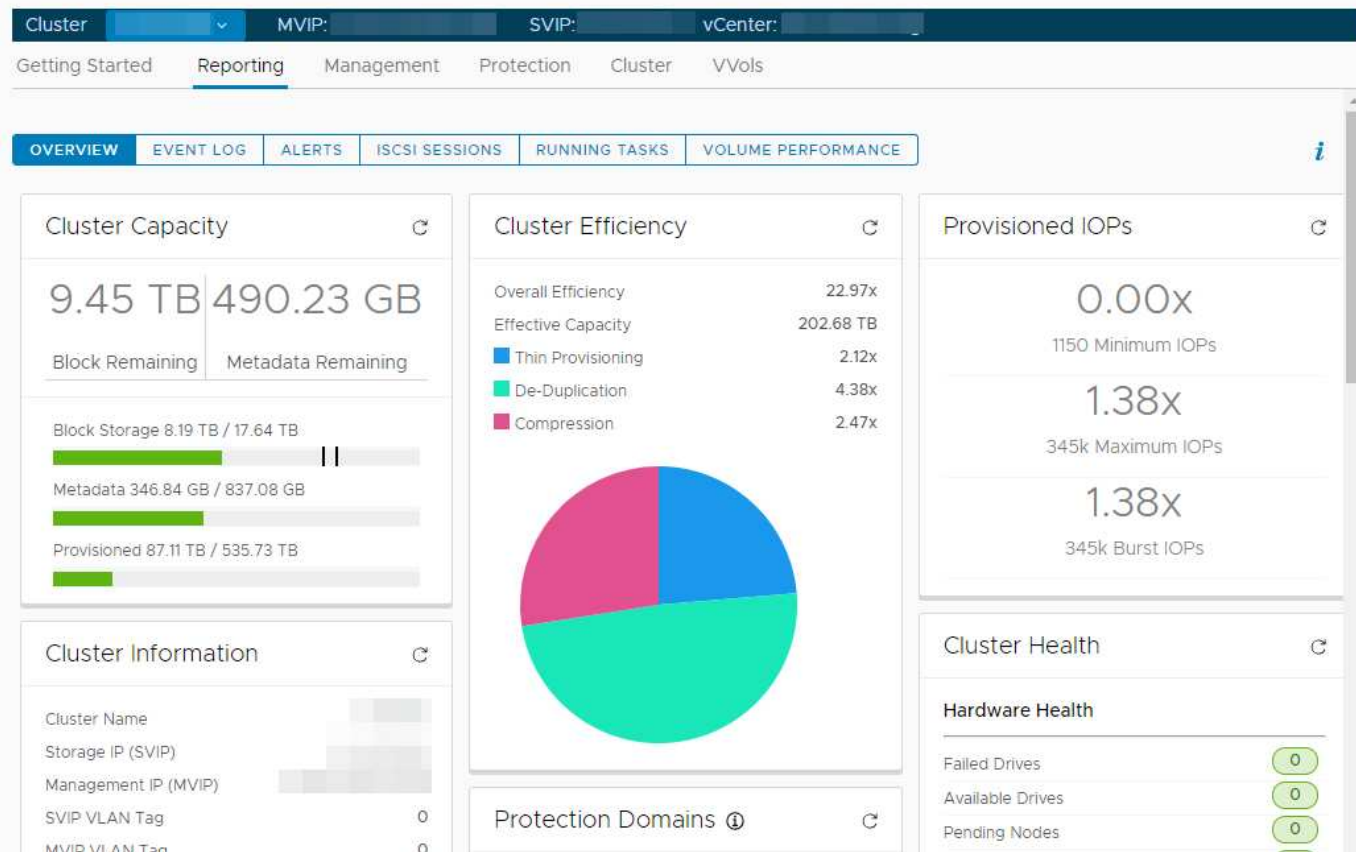 Cluster MVIP: SVIP: vCenter:
Getting Started Reporting Management Protection Cluster VVols
OVERVIEW EVENT LOG ALERTS ISCSI SESSIONS RUNNING TASKS VOLUME PERFORMANCE i
Cluster Capacity
9.45 TB 490.23 GB
Block Remaining Metadata Remaining
Block Storage 8.19 TB / 17.64 TB
Metadata 346.84 GB / 837.08 GB
Provisioned 87.11 TB / 535.73 TB
Cluster Information
Cluster Name
Storage IP (SVIP)
Management IP (MVIP)
SVIP VLAN Tag 0
MVIP VLAN Tag 0
Cluster Efficiency
Overall Efficiency 22.97x
Effective Capacity 202.68 TB
Thin Provisioning 2.12x
De-Duplication 4.38x
Compression 2.47x
Protection Domains
Provisioned IOPs
0.00x
1150 Minimum IOPs
1.38x
345k Maximum IOPs
1.38x
345k Burst IOPs
Cluster Health
Hardware Health
Failed Drives 0
Available Drives 0
Pending Nodes 0